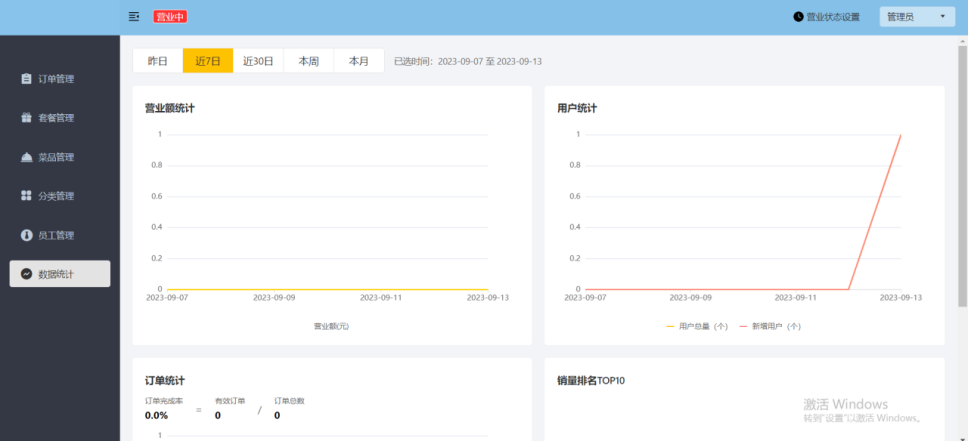 营业中
营业状态设置
管理员
订单管理
套餐管理
菜品管理
分类管理
员工管理
数据统计
昨日 近7日 近30日 本周 本月 已选时间：2023-09-07 至 2023-09-13
营业额统计
1
0.8
0.6
0.4
0.2
0
2023-09-07 2023-09-09 2023-09-11 2023-09-13
营业额(元)
用户统计
1
0.8
0.6
0.4
0.2
0
2023-09-07 2023-09-09 2023-09-11 2023-09-13
用户总量（个） 新增用户（个）
订单统计
订单完成率 有效订单 订单总数
0.0% = 0 / 0
1
销量排名TOP10
激活 Windows
转到"设置"以激活 Windows。